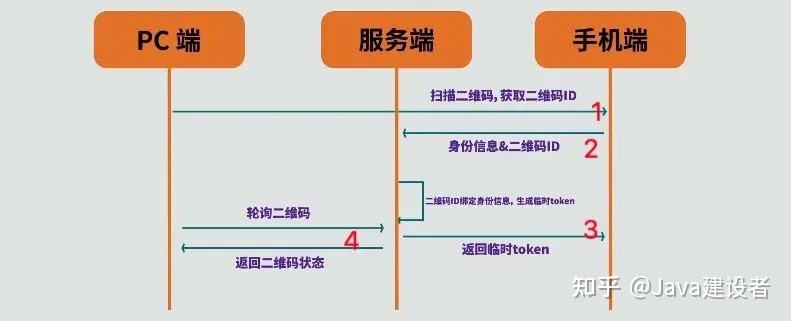 PC 端
服务端
手机端
扫描二维码, 获取二维码ID
1
身份信息&二维码ID
2
二维码ID绑定身份信息, 生成临时token
轮询二维码
3
4
返回临时token
返回二维码状态
知乎 @Java建设者